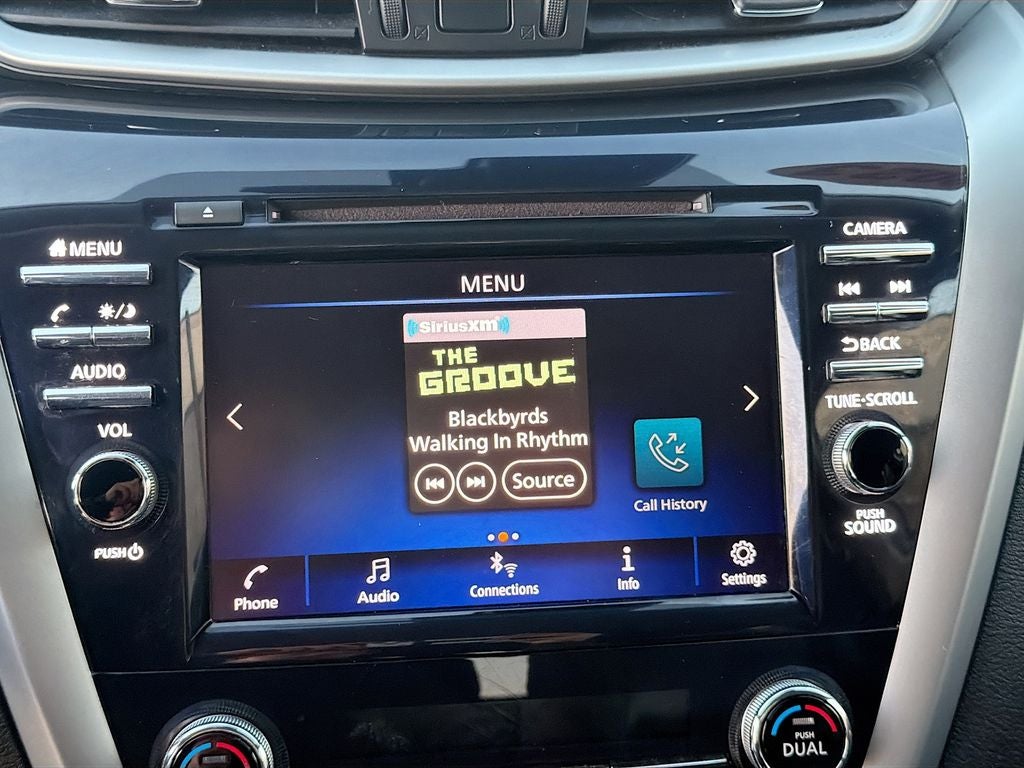 MENU
CAMERA
AUDIO
BACK
VOL
TUNE·SCROLL
PUSH
PUSH
SOUND
MENU
SiriusXM
THE
GROOVE
Blackbyrds
Walking In Rhythm
Source
Call History
Phone
Audio
Connections
Info
Settings
PUSH
DUAL